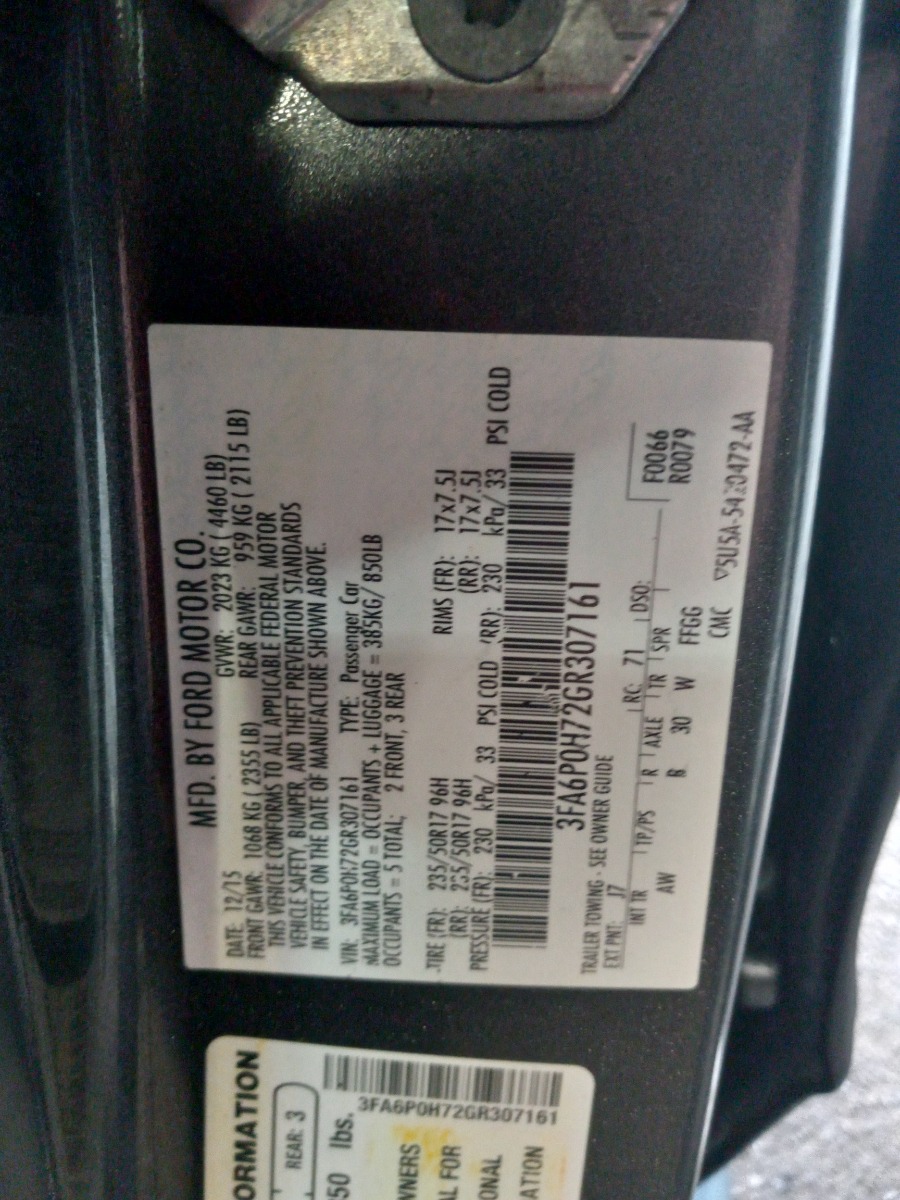 MFD. BY FORD MOTOR CO.
DATE: 12/15 GVWR: 2023 KG ( 4460 LB)
FRONT GAWR: 1068 KG ( 2355 LB) REAR GAWR: 959 KG ( 2115 LB)
THIS VEHICLE CONFORMS TO ALL APPLICABLE FEDERAL MOTOR
VEHICLE SAFETY, BUMPER, AND THEFT PREVENTION STANDARDS
IN EFFECT ON THE DATE OF MANUFACTURE SHOWN ABOVE.
VIN: 3FA6P0H72GR307161 TYPE: Passenger Car
MAXIMUM LOAD = OCCUPANTS + LUGGAGE = 385KG/ 850LB
OCCUPANTS = 5 TOTAL; 2 FRONT, 3 REAR
TIRE (FR): 235/50R17 96H RIMS (FR): 17x7.5J
(RR): 235/50R17 96H (RR): 17x7.5J
PRESSURE (FR): 230 kPa/ 33 PSI COLD (RR): 230 kPa/ 33 PSI COLD
3FA6P0H72GR307161
TRAILER TOWING - SEE OWNER GUIDE
EXT PNT: J7 RC: 71 DSO: F0066
INT TR TP/PS R AXLE TR SPR R0079
AW B 30 W FFGG
CMC 5U5A-5420472-AA
ORMATION
REAR: 3
50 lbs.
3FA6P0H72GR307161
WNERS
AL FOR
ONAL
ATION